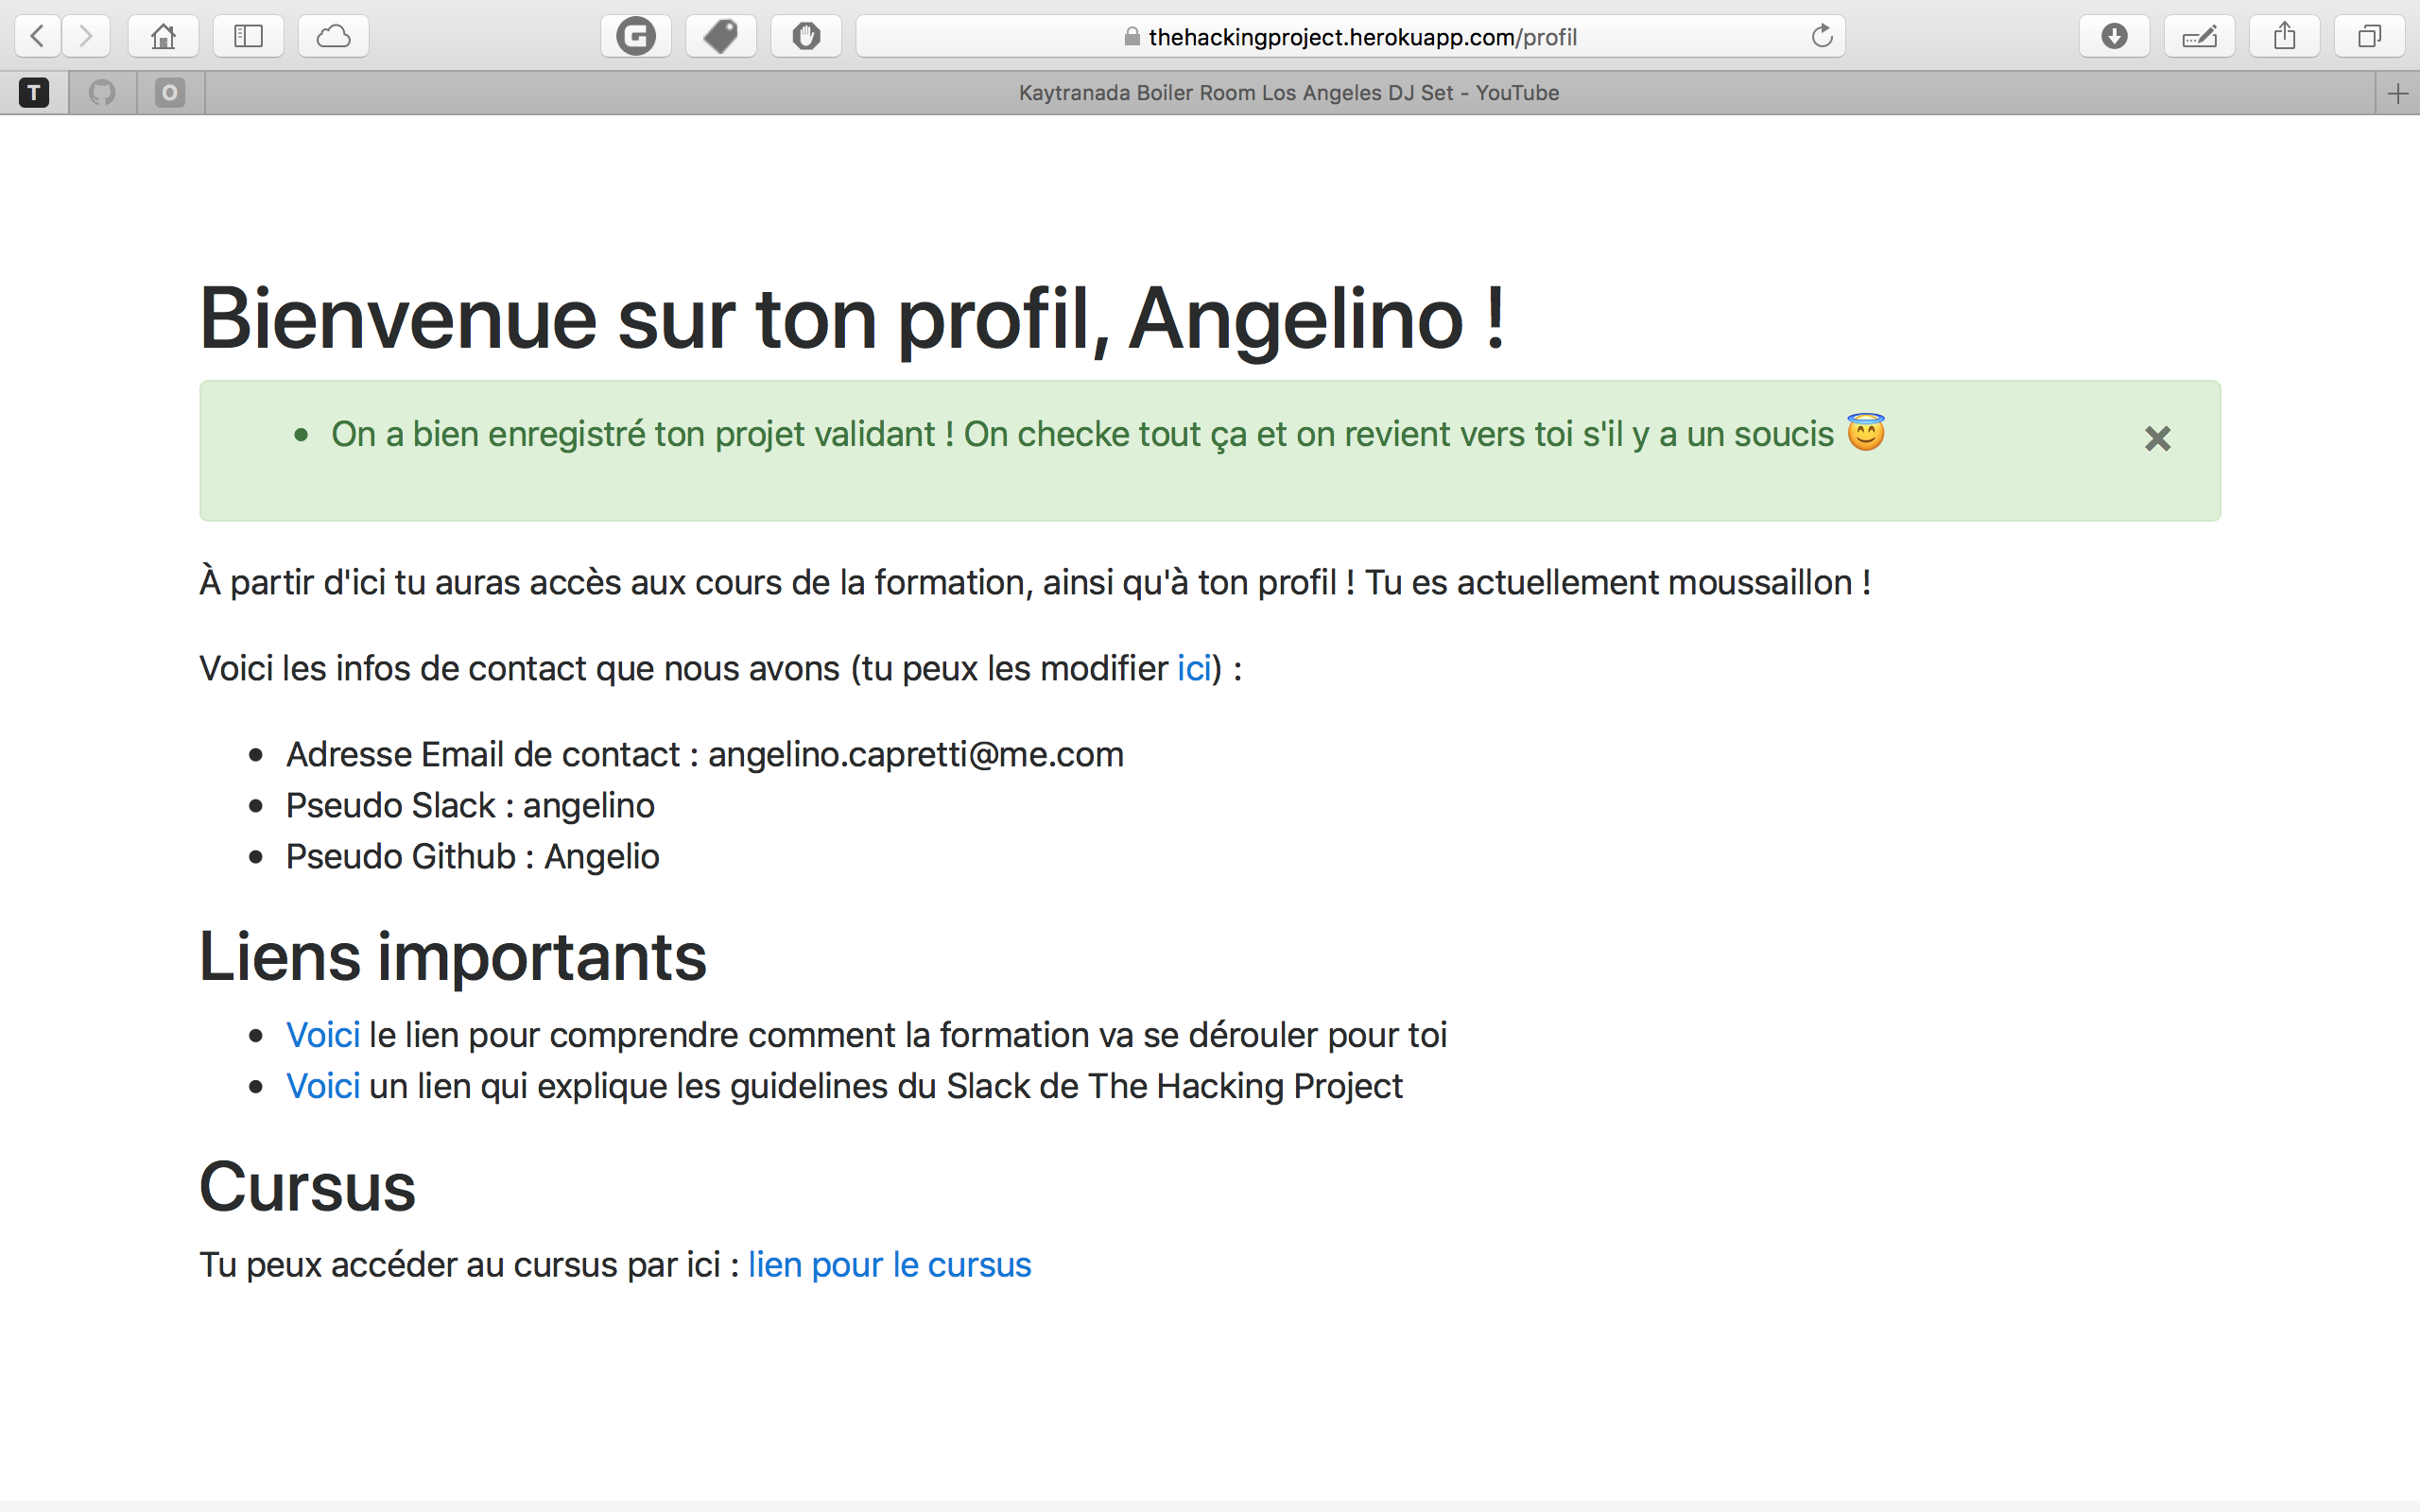 thehackingproject.herokuapp.com/profil
T
O
Kaytranada Boiler Room Los Angeles DJ Set - YouTube
Bienvenue sur ton profil, Angelino !
On a bien enregistré ton projet validant ! On checke tout ça et on revient vers toi s'il y a un soucis 😇
À partir d'ici tu auras accès aux cours de la formation, ainsi qu'à ton profil ! Tu es actuellement moussaillon !
Voici les infos de contact que nous avons (tu peux les modifier ici) :
Adresse Email de contact : angelino.capretti@me.com
Pseudo Slack : angelino
Pseudo Github : Angelio
Liens importants
Voici le lien pour comprendre comment la formation va se dérouler pour toi
Voici un lien qui explique les guidelines du Slack de The Hacking Project
Cursus
Tu peux accéder au cursus par ici : lien pour le cursus